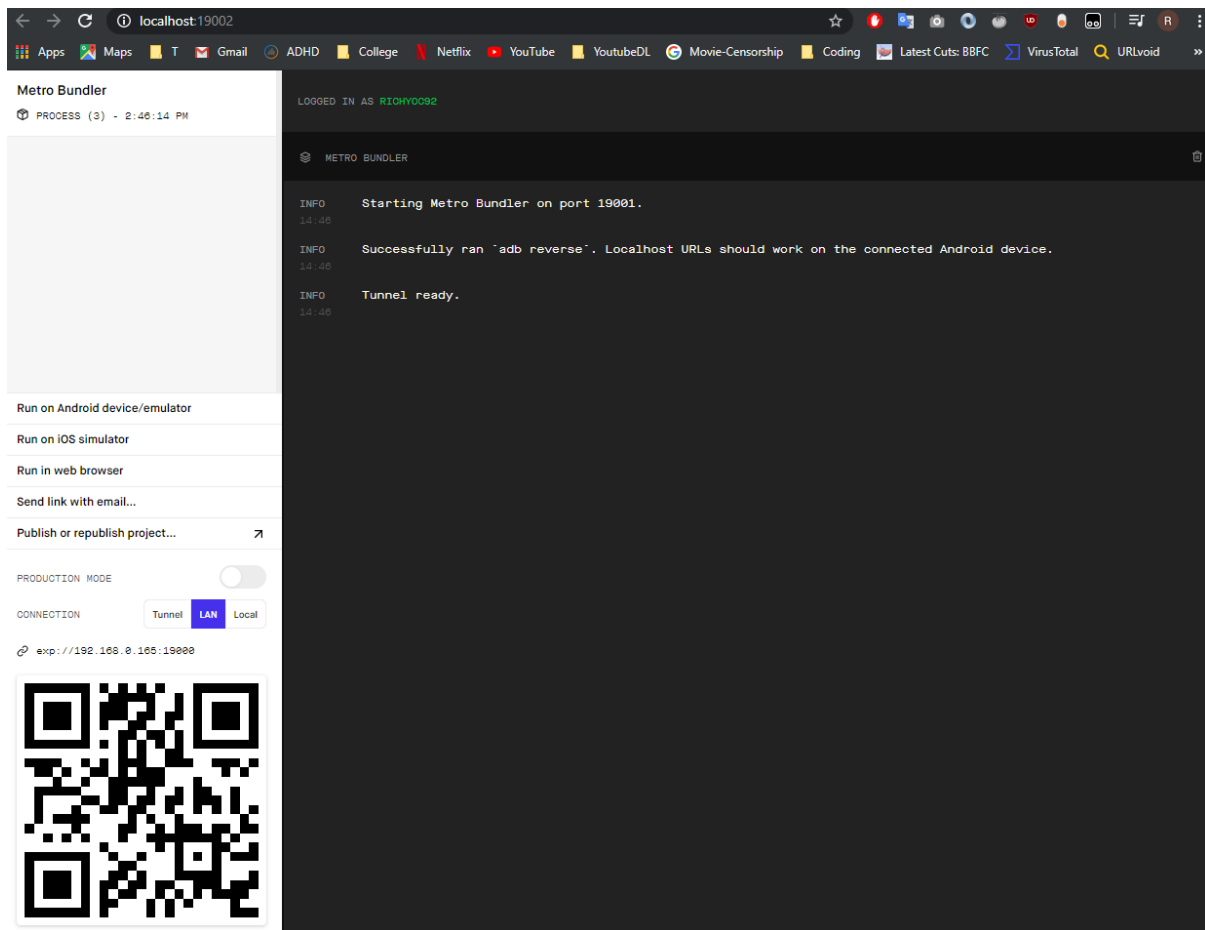 localhost:19002
Apps Maps T Gmail ADHD College Netflix YouTube YoutubeDL Movie-Censorship Coding Latest Cuts: BBFC VirusTotal URLvoid »
Metro Bundler
PROCESS (3) - 2:46:14 PM
Run on Android device/emulator
Run on iOS simulator
Run in web browser
Send link with email...
Publish or republish project...
PRODUCTION MODE
CONNECTION Tunnel LAN Local
exp://192.168.0.165:19000
LOGGED IN AS RICHYOC92
METRO BUNDLER
INFO Starting Metro Bundler on port 19001.
14:46
INFO Successfully ran `adb reverse`. Localhost URLs should work on the connected Android device.
14:46
INFO Tunnel ready.
14:46